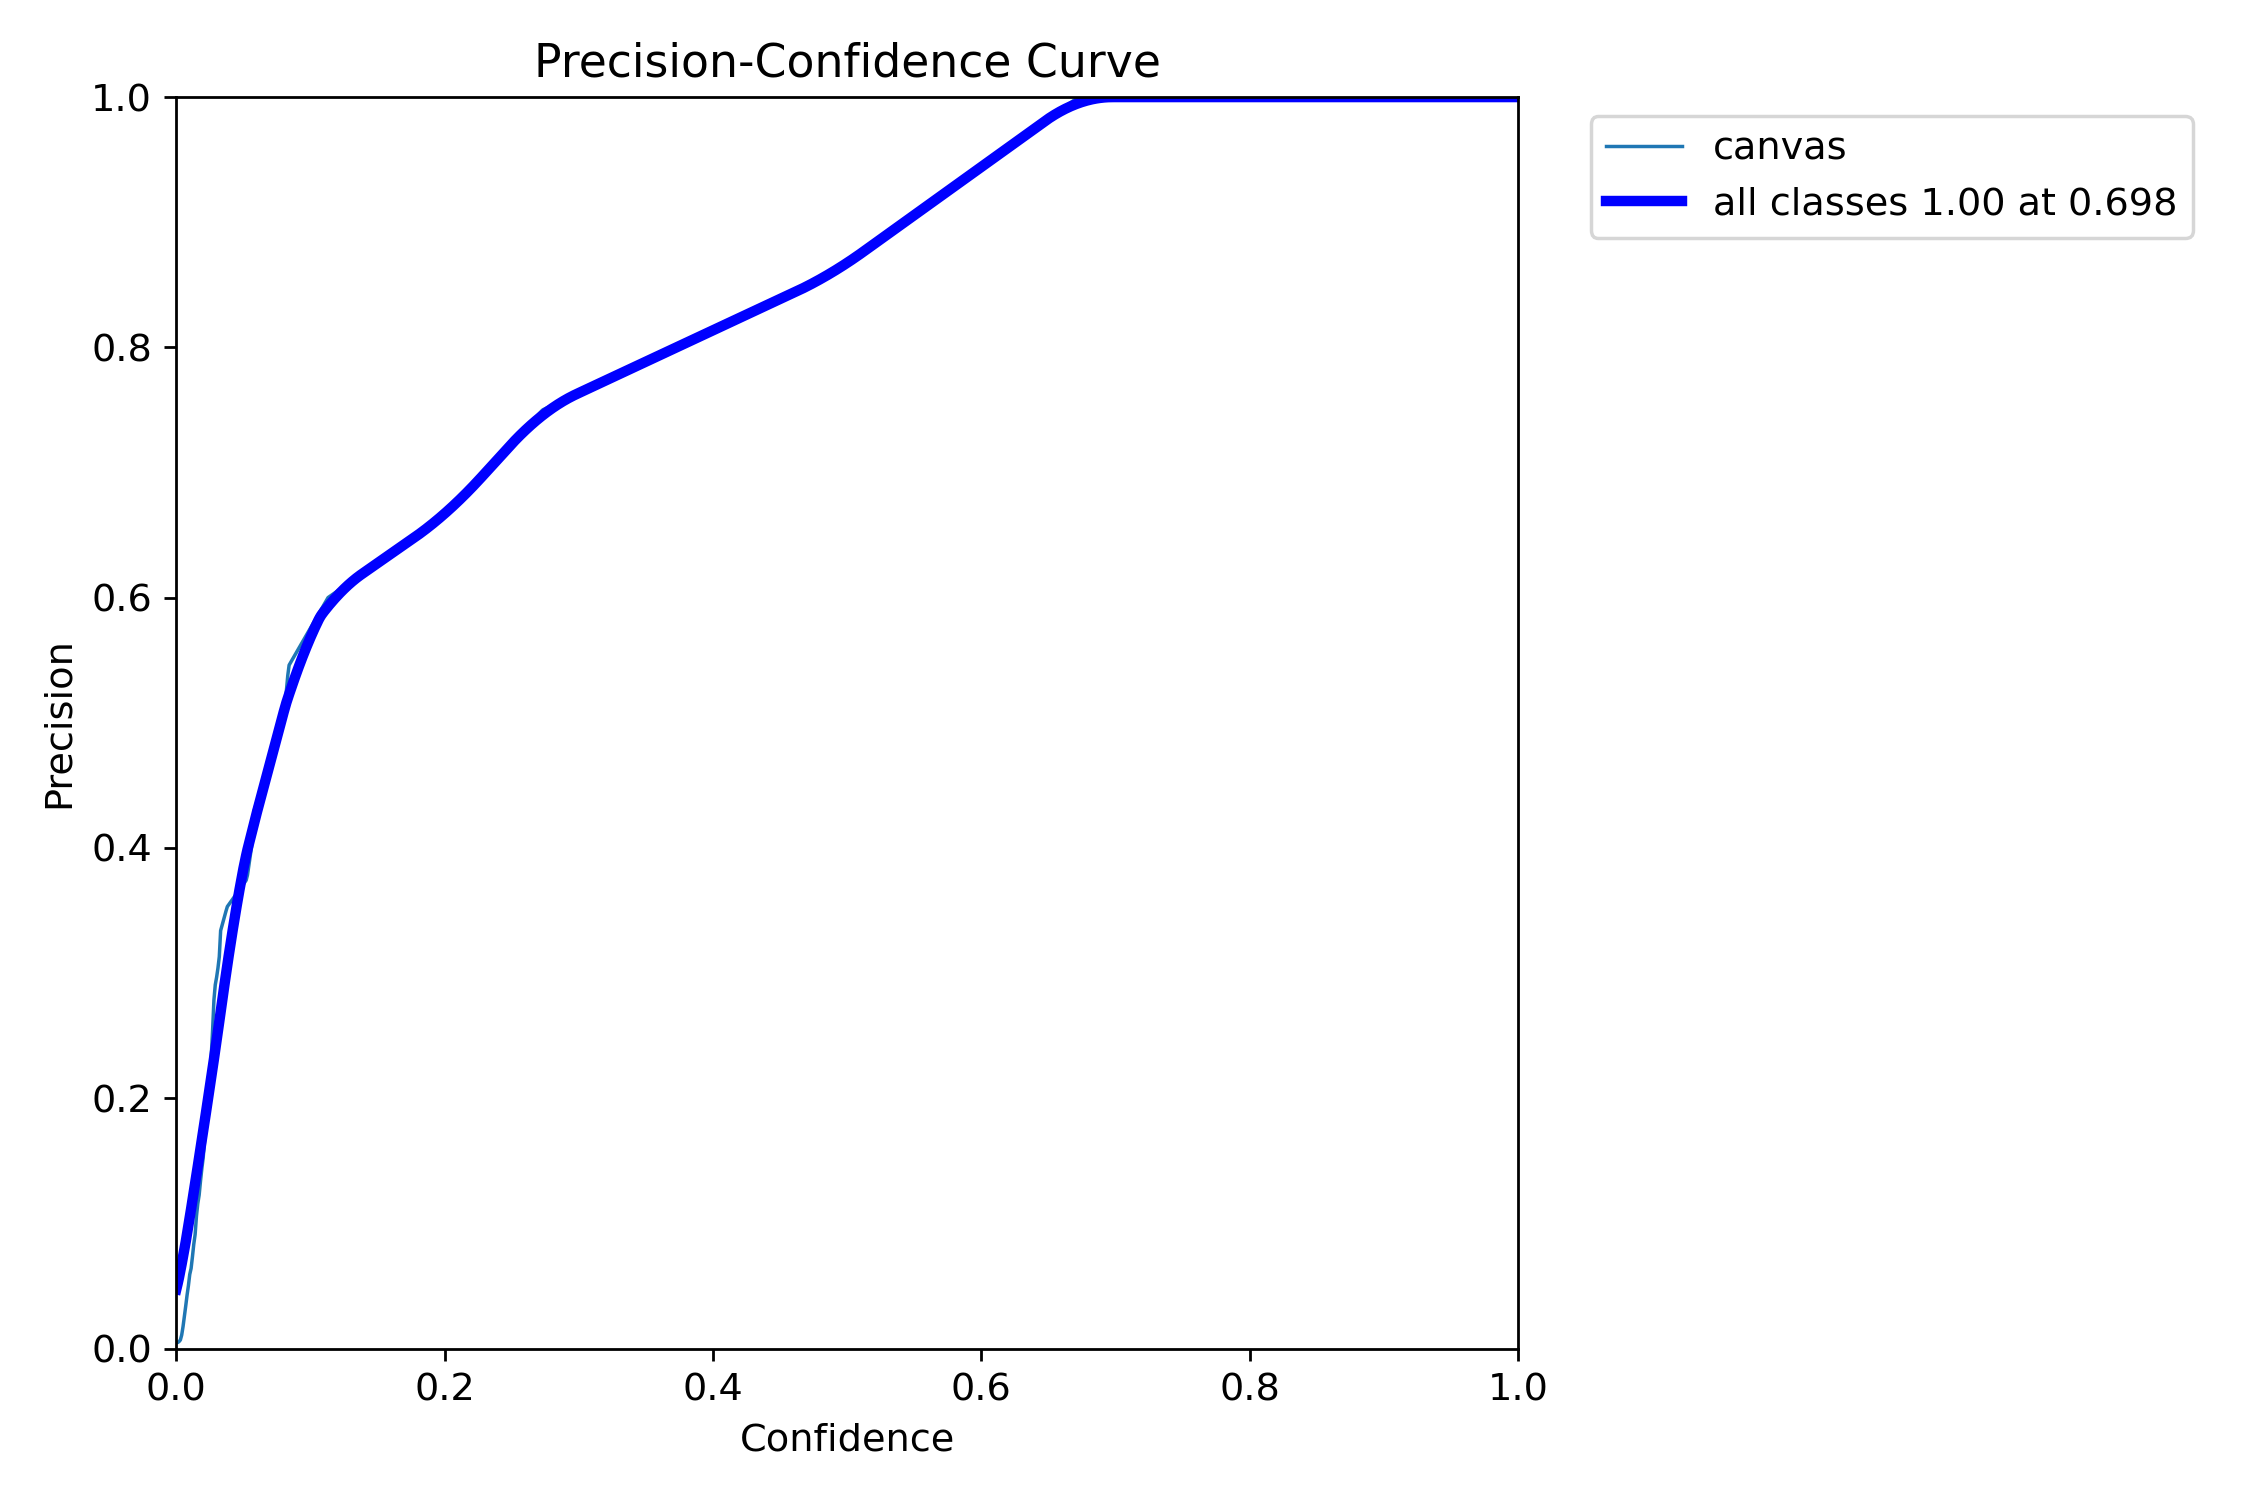 Precision-Confidence Curve
1.0
0.8
0.6
0.4
0.2
0.0
Precision
0.0 0.2 0.4 0.6 0.8 1.0
Confidence
canvas
all classes 1.00 at 0.698